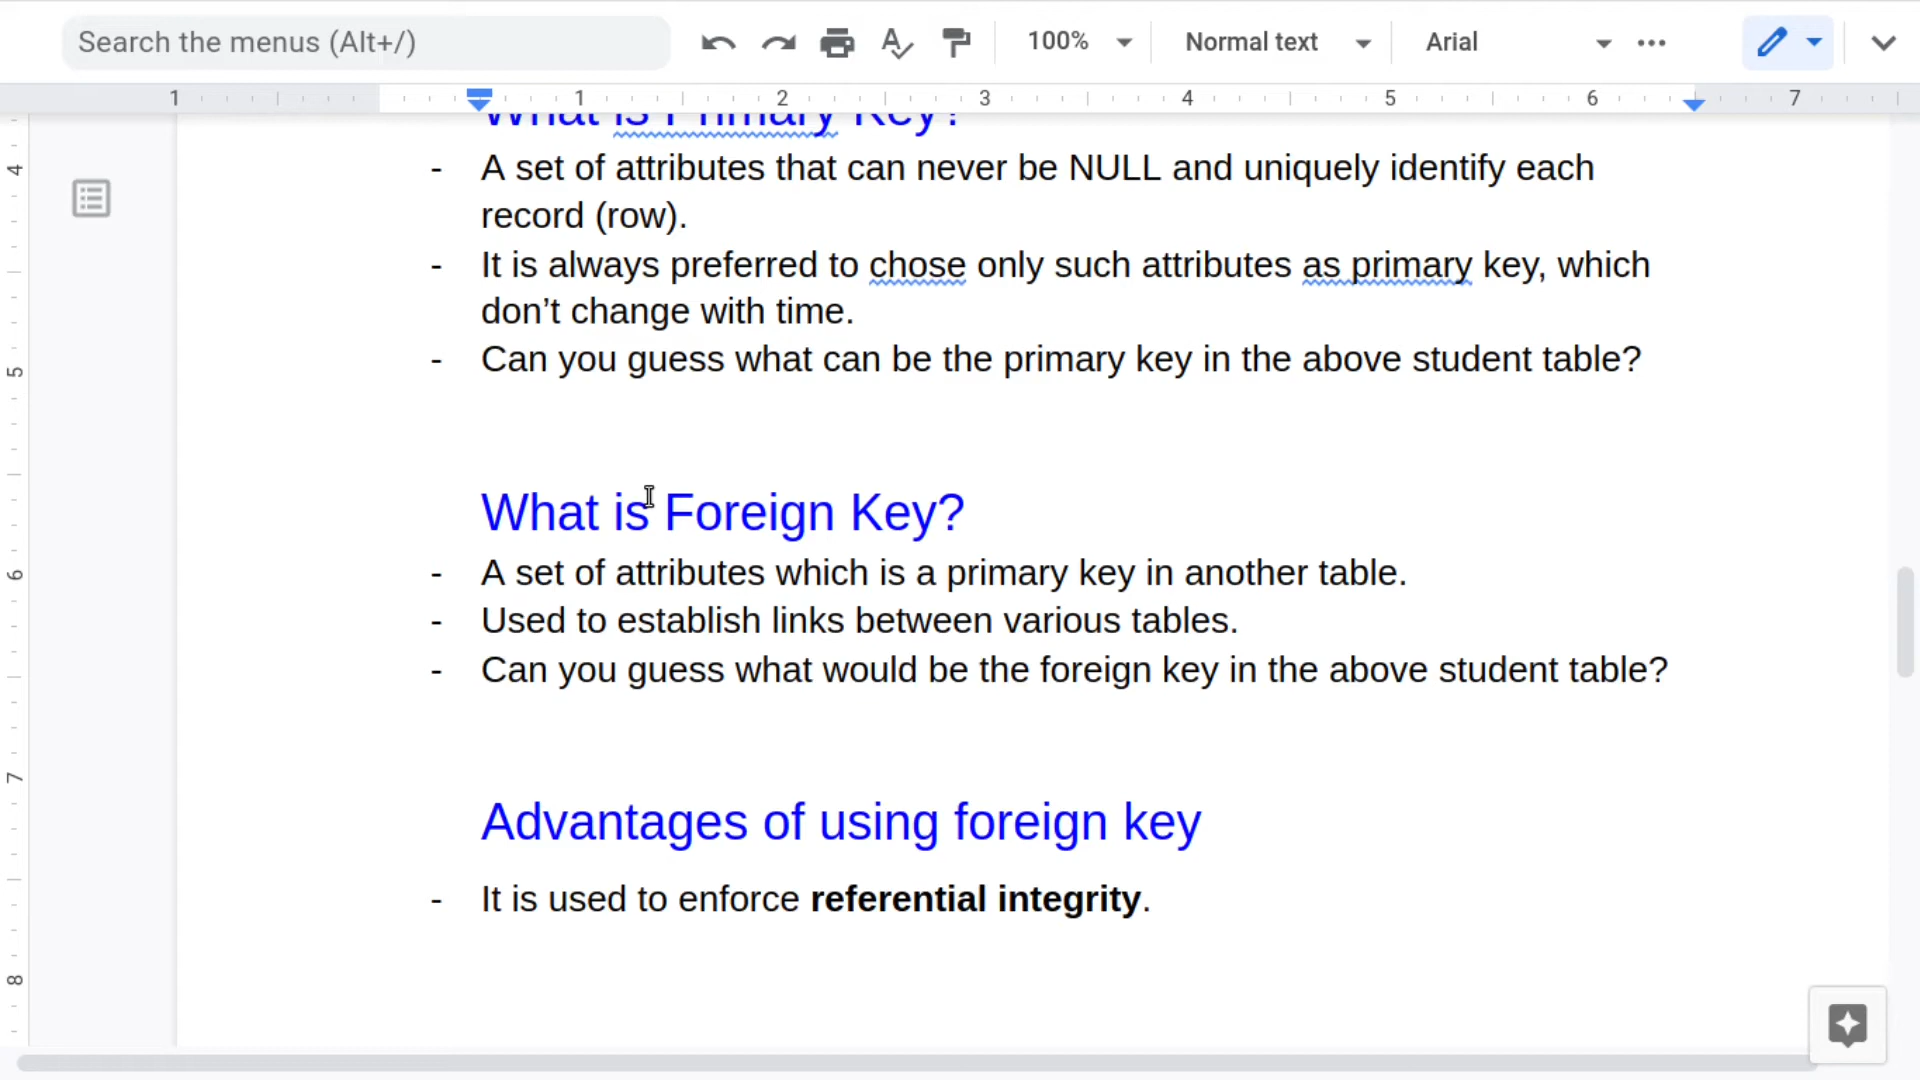 Search the menus (Alt+/)
100%
Normal text
Arial
1 1 2 3 4 5 6 7
What is Primary Key?
- A set of attributes that can never be NULL and uniquely identify each
record (row).
- It is always preferred to chose only such attributes as primary key, which
don’t change with time.
- Can you guess what can be the primary key in the above student table?
What is Foreign Key?
- A set of attributes which is a primary key in another table.
- Used to establish links between various tables.
- Can you guess what would be the foreign key in the above student table?
Advantages of using foreign key
- It is used to enforce referential integrity.
4
5
6
7
8